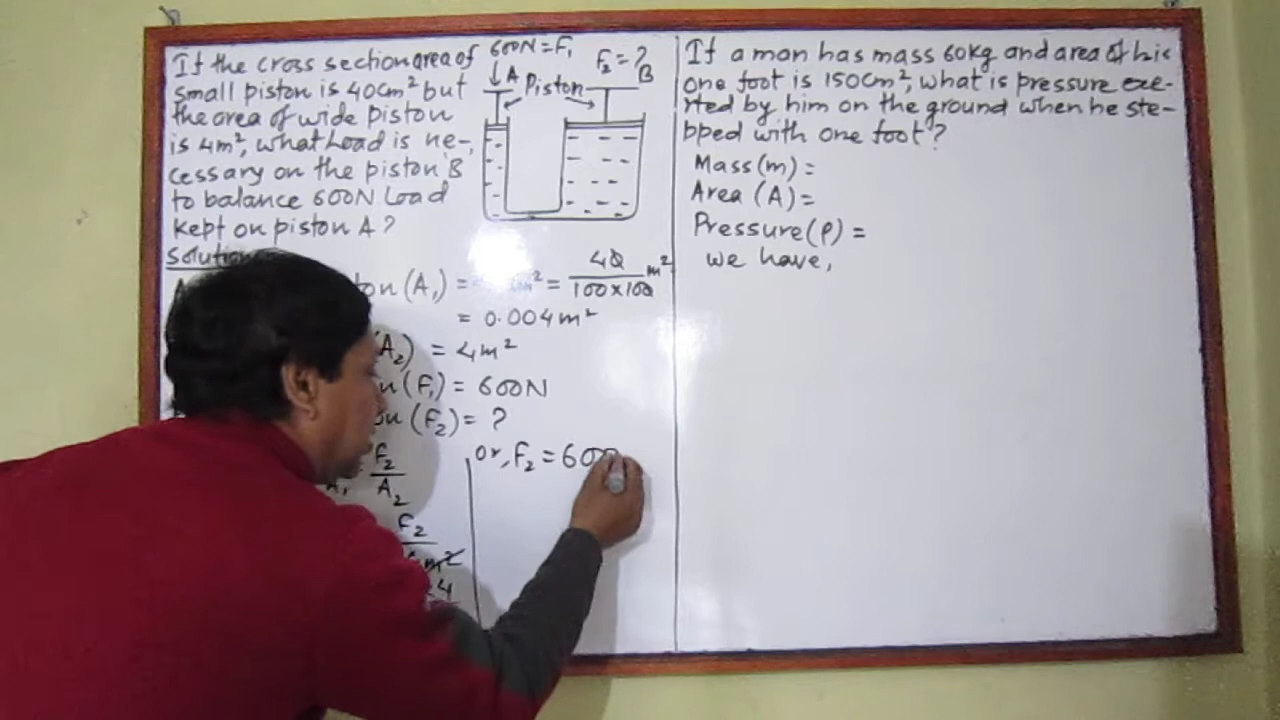 If the cross section area of
small piston is 40cm² but
the area of wide piston
is 4m², what Load is ne-
cessary on the piston B
to balance 600N Load
kept on piston A?
600N = F₁
F₂ = ?
A
Piston
B
Solution
ton (A₁) = = 40/100×100 m²
= 0.004m²
A₂) = 4m²
(F₁) = 600N
(F₂) = ?
F₂/A₂
F₂
m²
4
Or, F₂ = 600
If a man has mass 60kg and area of his
one foot is 150cm², what is pressure exe-
rted by him on the ground when he ste-
pped with one foot?
Mass(m) =
Area (A) =
Pressure(P) =
we have,